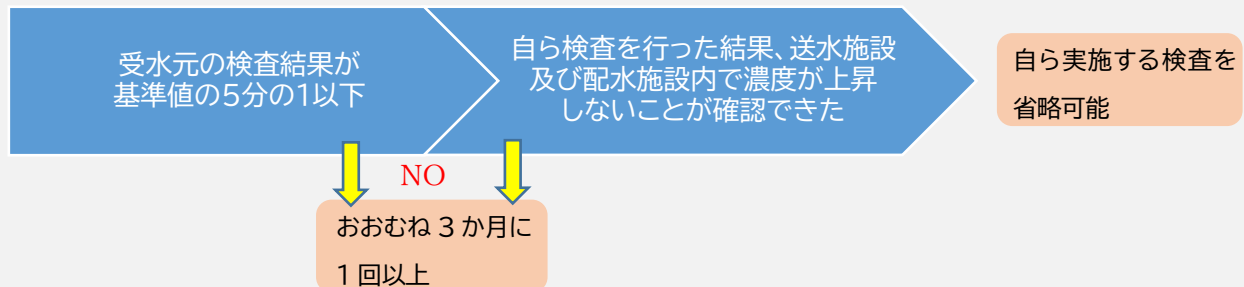 受水元の検査結果が
基準値の5分の1以下
自ら検査を行った結果、送水施設
及び配水施設内で濃度が上昇
しないことが確認できた
自ら実施する検査を
省略可能
NO
おおむね 3 か月に
1 回以上